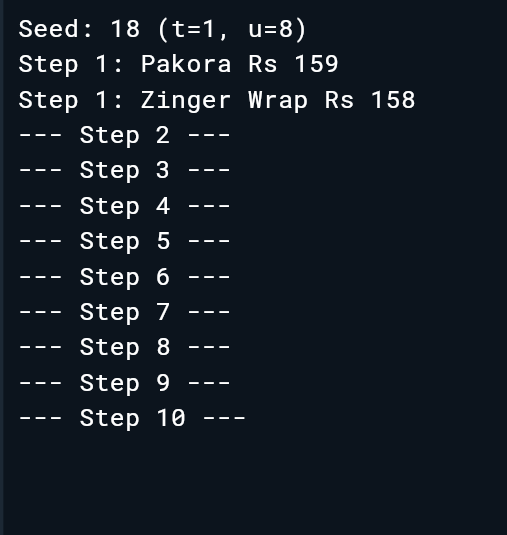 Seed: 18 (t=1, u=8)
Step 1: Pakora Rs 159
Step 1: Zinger Wrap Rs 158
--- Step 2 ---
--- Step 3 ---
--- Step 4 ---
--- Step 5 ---
--- Step 6 ---
--- Step 7 ---
--- Step 8 ---
--- Step 9 ---
--- Step 10 ---